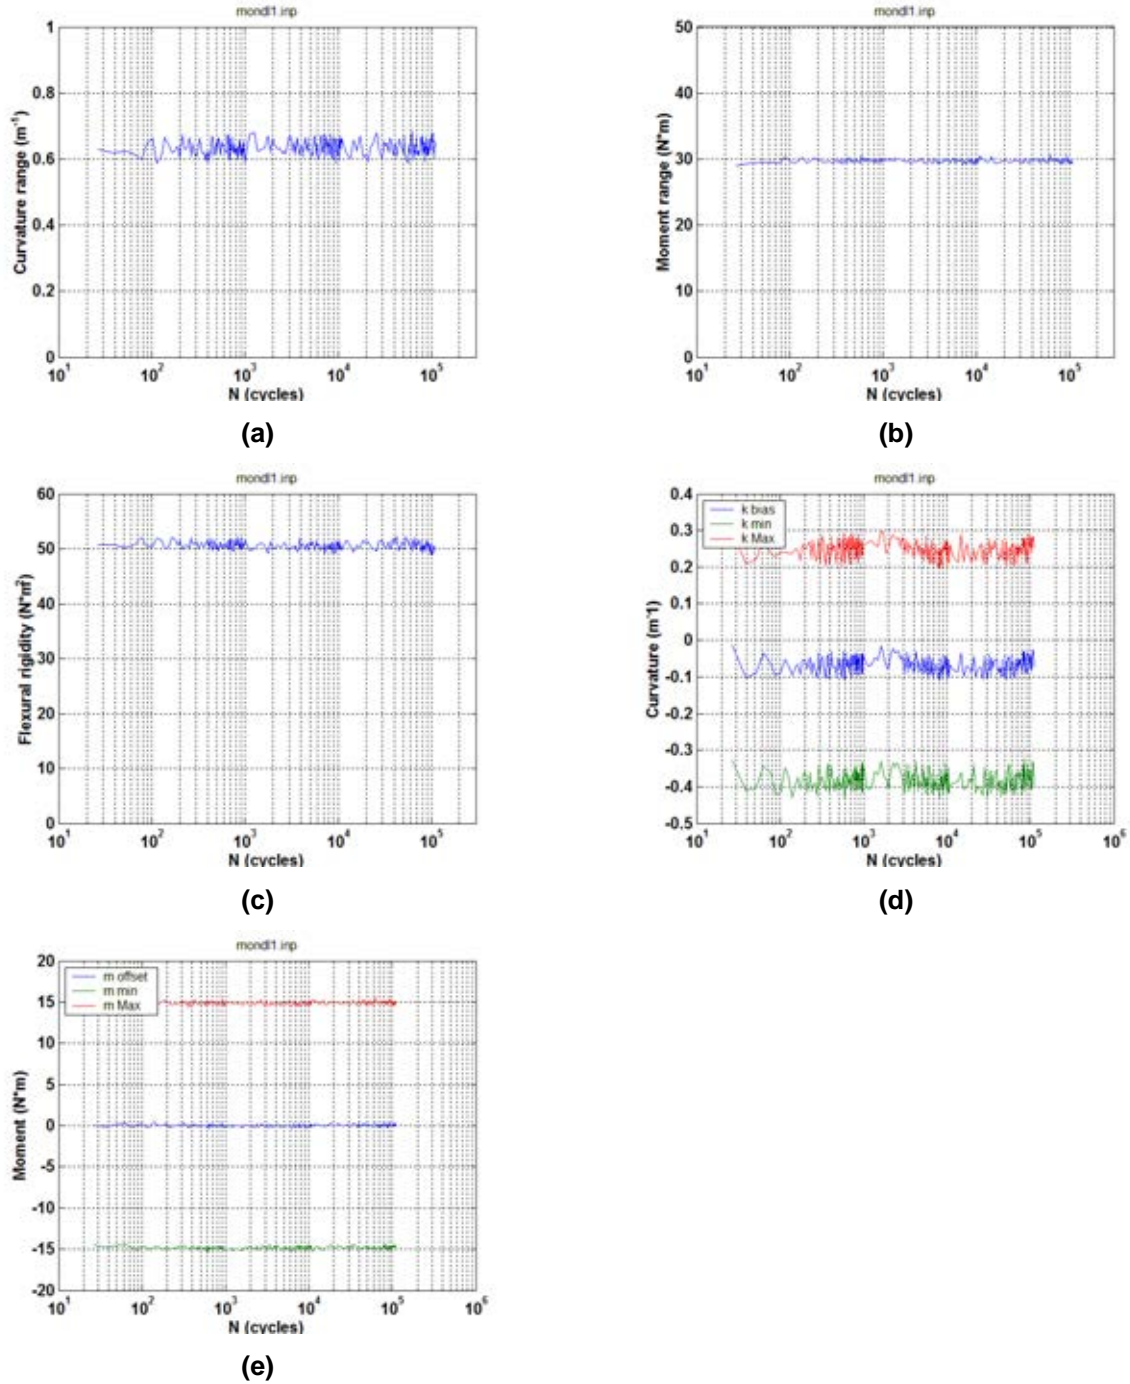 mondl1.inp
1
0.8
0.6
0.4
0.2
0
Curvature range (m⁻¹)
10¹ 10² 10³ 10⁴ 10⁵
N (cycles)
(a)
mondl1.inp
50
40
30
20
10
0
Moment range (N*m)
10¹ 10² 10³ 10⁴ 10⁵
N (cycles)
(b)
mondl1.inp
60
50
40
30
20
10
0
Flexural rigidity (N*m²)
10¹ 10² 10³ 10⁴ 10⁵
N (cycles)
(c)
mondl1.inp
k bias
k min
k Max
0.4
0.3
0.2
0.1
0
-0.1
-0.2
-0.3
-0.4
-0.5
Curvature (m⁻1)
10¹ 10² 10³ 10⁴ 10⁵ 10⁶
N (cycles)
(d)
mondl1.inp
m offset
m min
m Max
20
15
10
5
0
-5
-10
-15
-20
Moment (N*m)
10¹ 10² 10³ 10⁴ 10⁵ 10⁶
N (cycles)
(e)